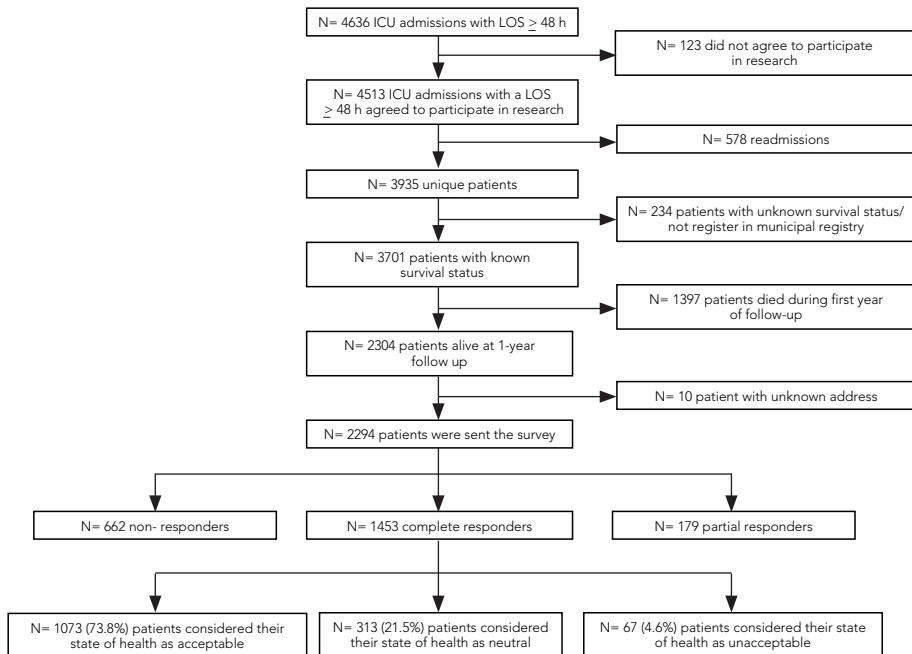 N= 4636 ICU admissions with LOS ≥ 48 h
N= 123 did not agree to participate
in research
N= 4513 ICU admissions with a LOS
≥ 48 h agreed to participate in research
N= 578 readmissions
N= 3935 unique patients
N= 234 patients with unknown survival status/
not register in municipal registry
N= 3701 patients with known
survival status
N= 1397 patients died during first year
of follow-up
N= 2304 patients alive at 1-year
follow up
N= 10 patient with unknown address
N= 2294 patients were sent the survey
N= 662 non- responders
N= 1453 complete responders
N= 179 partial responders
N= 1073 (73.8%) patients considered their
state of health as acceptable
N= 313 (21.5%) patients considered
their state of health as neutral
N= 67 (4.6%) patients considered their state
of health as unacceptable